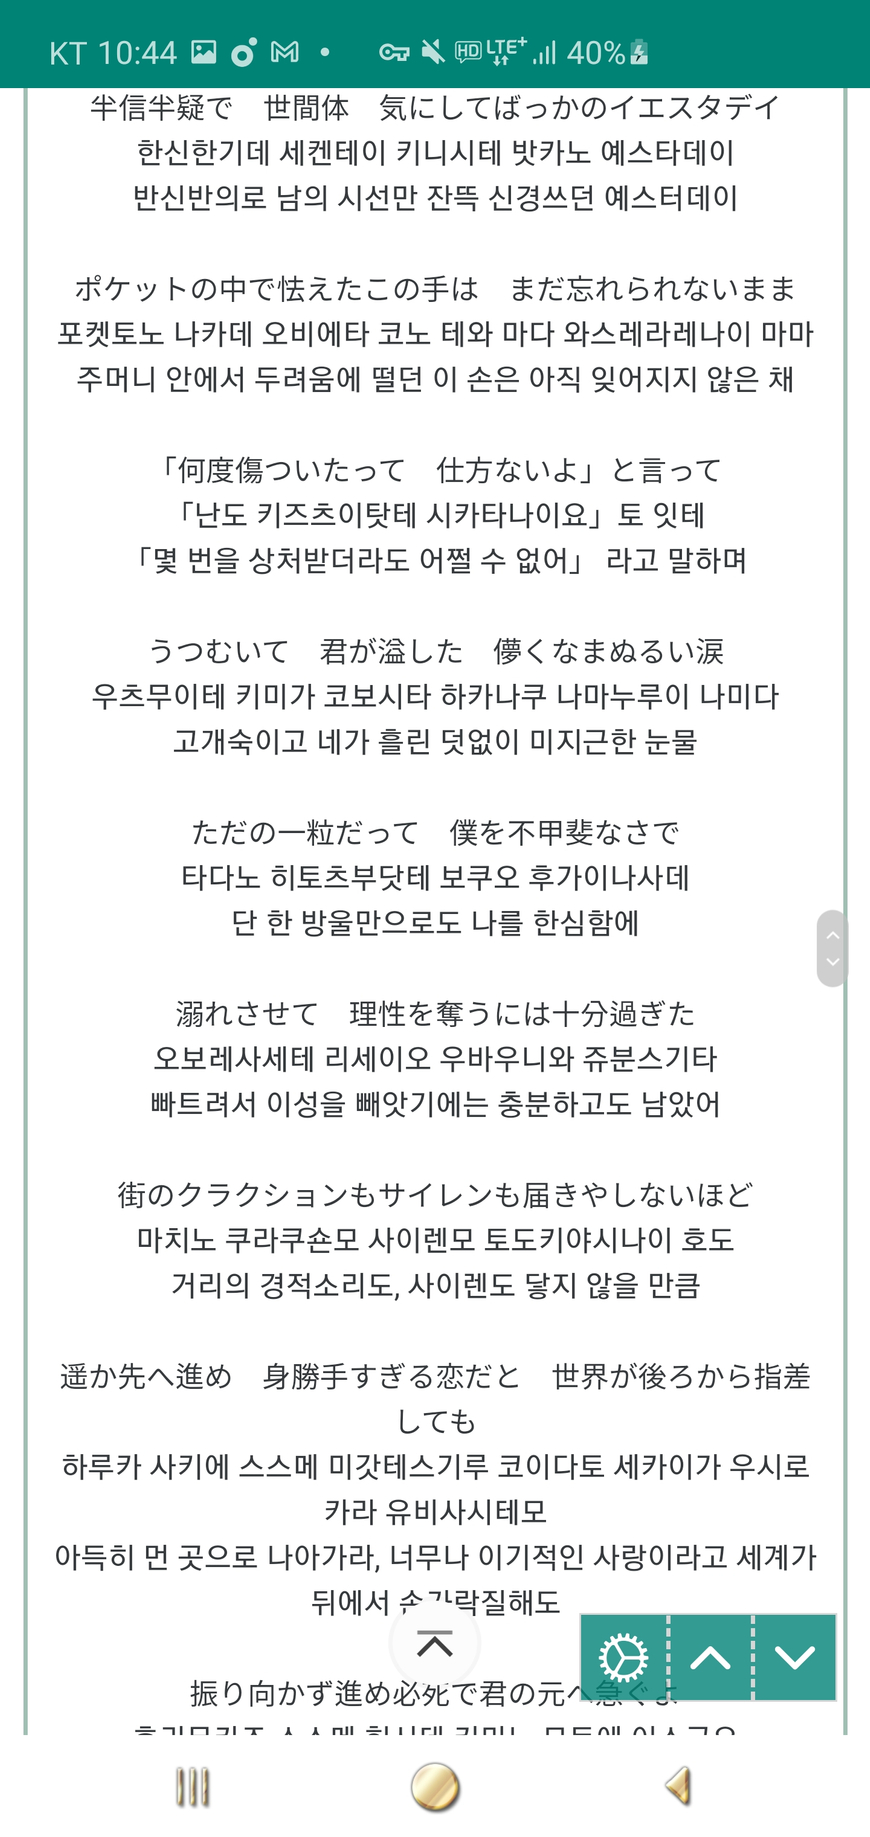 KT 10:44 HD LTE+ 40%
半信半疑で　世間体　気にしてばっかのイエスタデイ
한신한기데 세켄테이 키니시테 밧카노 예스타데이
반신반의로 남의 시선만 잔뜩 신경쓰던 예스터데이
ポケットの中で怯えたこの手は　まだ忘れられないまま
포켓토노 나카데 오비에타 코노 테와 마다 와스레라레나이 마마
주머니 안에서 두려움에 떨던 이 손은 아직 잊어지지 않은 채
「何度傷ついたって　仕方ないよ」と言って
「난도 키즈츠이탓테 시카타나이요」토 잇테
「몇 번을 상처받더라도 어쩔 수 없어」 라고 말하며
うつむいて　君が溢した　儚くなまぬるい涙
우츠무이테 키미가 코보시타 하카나쿠 나마누루이 나미다
고개숙이고 네가 흘린 덧없이 미지근한 눈물
ただの一粒だって　僕を不甲斐なさで
타다노 히토츠부닷테 보쿠오 후가이나사데
단 한 방울만으로도 나를 한심함에
溺れさせて　理性を奪うには十分過ぎた
오보레사세테 리세이오 우바우니와 쥬분스기타
빠트려서 이성을 빼앗기에는 충분하고도 남았어
街のクラクションもサイレンも届きやしないほど
마치노 쿠라쿠숀모 사이렌모 토도키야시나이 호도
거리의 경적소리도, 사이렌도 닿지 않을 만큼
遥か先へ進め　身勝手すぎる恋だと　世界が後ろから指差
しても
하루카 사키에 스스메 미갓테스기루 코이다토 세카이가 우시로
카라 유비사시테모
아득히 먼 곳으로 나아가라, 너무나 이기적인 사랑이라고 세계가
뒤에서 손가락질해도
振り向かず進め必死で君の元へ急ぐよ